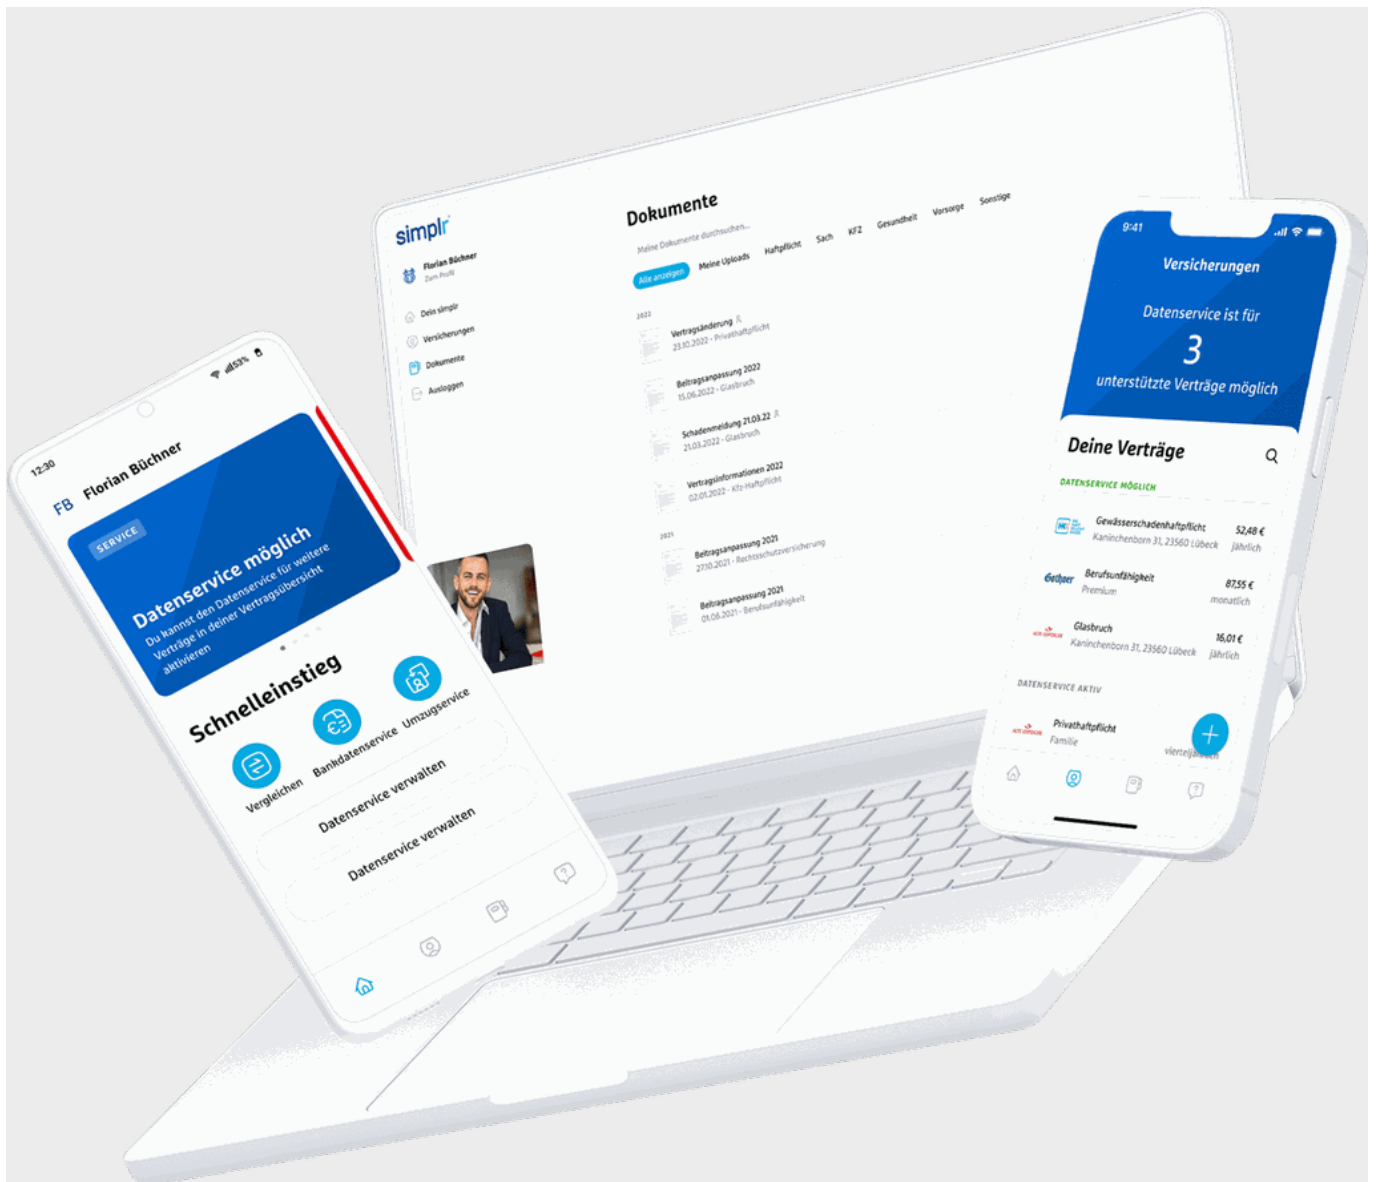 12:30
53%
FB Florian Büchner
SERVICE
Datenservice möglich
Du kannst den Datenservice für weitere
Verträge in deiner Vertragsübersicht
aktivieren
Schnelleinstieg
Vergleichen
Bankdatenservice
Umzugservice
Datenservice verwalten
Datenservice verwalten
simplr
Florian Büchner
Zum Profil
Dein simplr
Versicherungen
Dokumente
Ausloggen
Dokumente
Meine Dokumente durchsuchen...
Alle anzeigen
Meine Uploads
Haftpflicht
Sach
KFZ
Gesundheit
Vorsorge
Sonstige
2022
Vertragsänderung
23.10.2022 - Privathaftpflicht
Beitragsanpassung 2022
15.06.2022 - Glasbruch
Schadenmeldung 21.03.22
21.03.2022 - Glasbruch
Vertragsinformationen 2022
02.01.2022 - Kfz-Haftpflicht
2021
Beitragsanpassung 2021
27.10.2021 - Rechtsschutzversicherung
Beitragsanpassung 2021
01.06.2021 - Berufsunfähigkeit
9:41
Versicherungen
Datenservice ist für
3
unterstützte Verträge möglich
Deine Verträge
DATENSERVICE MÖGLICH
Gewässerschadenhaftpflicht 52,48 €
Kaninchenborn 31, 23560 Lübeck jährlich
Berufsunfähigkeit 87,55 €
Premium monatlich
Glasbruch 16,01 €
Kaninchenborn 31, 23560 Lübeck jährlich
DATENSERVICE AKTIV
Privathaftpflicht
Familie